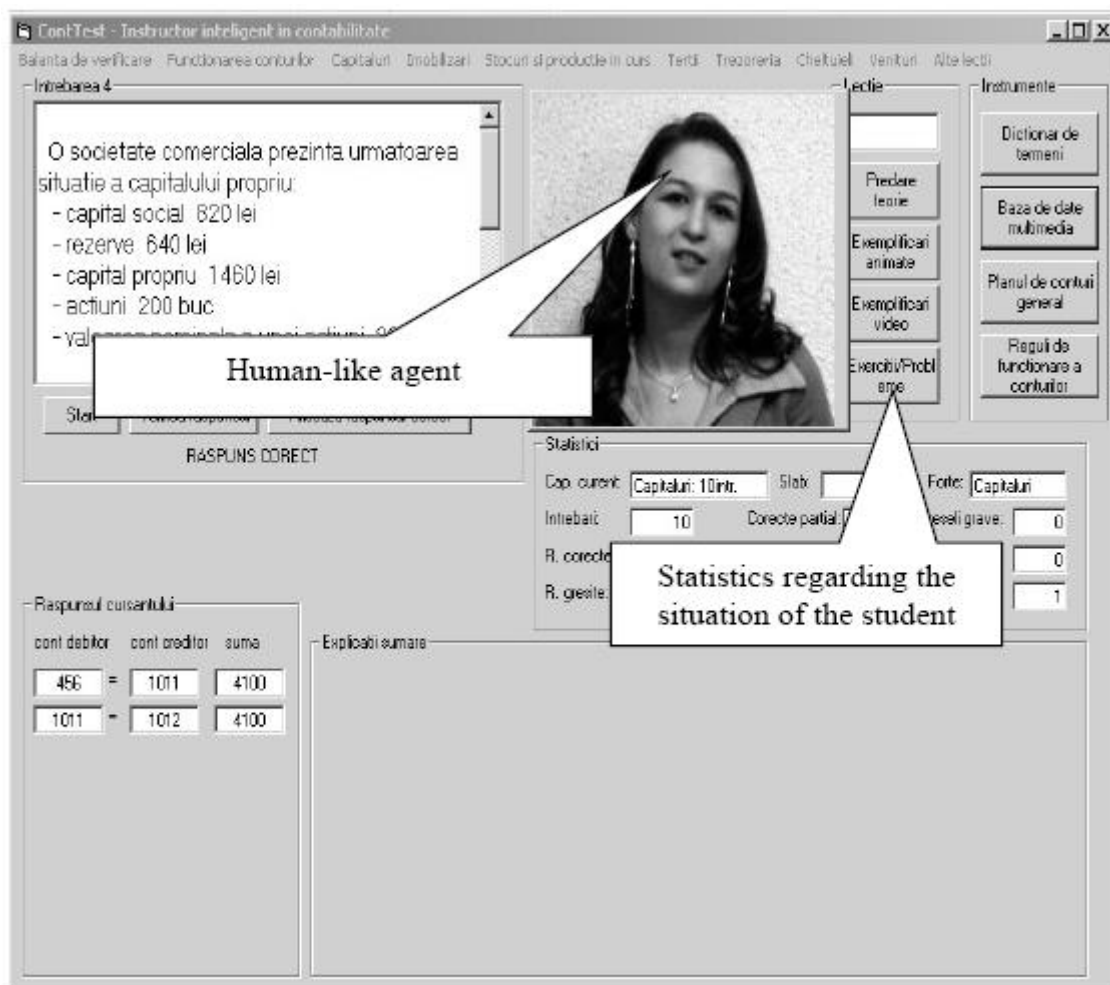 ContTest - Instructor inteligent in contabilitate
Balanta de verificare Functionarea conturilor Capitaluri Imobilizari Stocuri si productie in curs Terti Trezoreria Cheltuieli Venituri Alte lectii
Intrebarea 4
O societate comerciala prezinta urmatoarea
situatie a capitalului propriu:
- capital social 820 lei
- rezerve 640 lei
- capital propriu 1460 lei
- actiuni 200 buc
Human-like agent
Start
RASPUNS CORECT
Lectie
Predare
teorie
Exemplificari
animate
Exemplificari
video
Exercitii/Probl
eme
Instrumente
Dictionar de
termeni
Baza de date
multimedia
Planul de conturi
general
Reguli de
functionare a
conturilor
Statistici
Cap. curent: Capitaluri: 10intr. Slab: Forte: Capitaluri
Intrebari: 10 Corecte partial: grave: 0
R. corecte 0
R. gresite: 1
Statistics regarding the
situation of the student
Raspunsul cursantului
cont debitor cont creditor suma
456 = 1011 4100
1011 = 1012 4100
Explicatii sumare